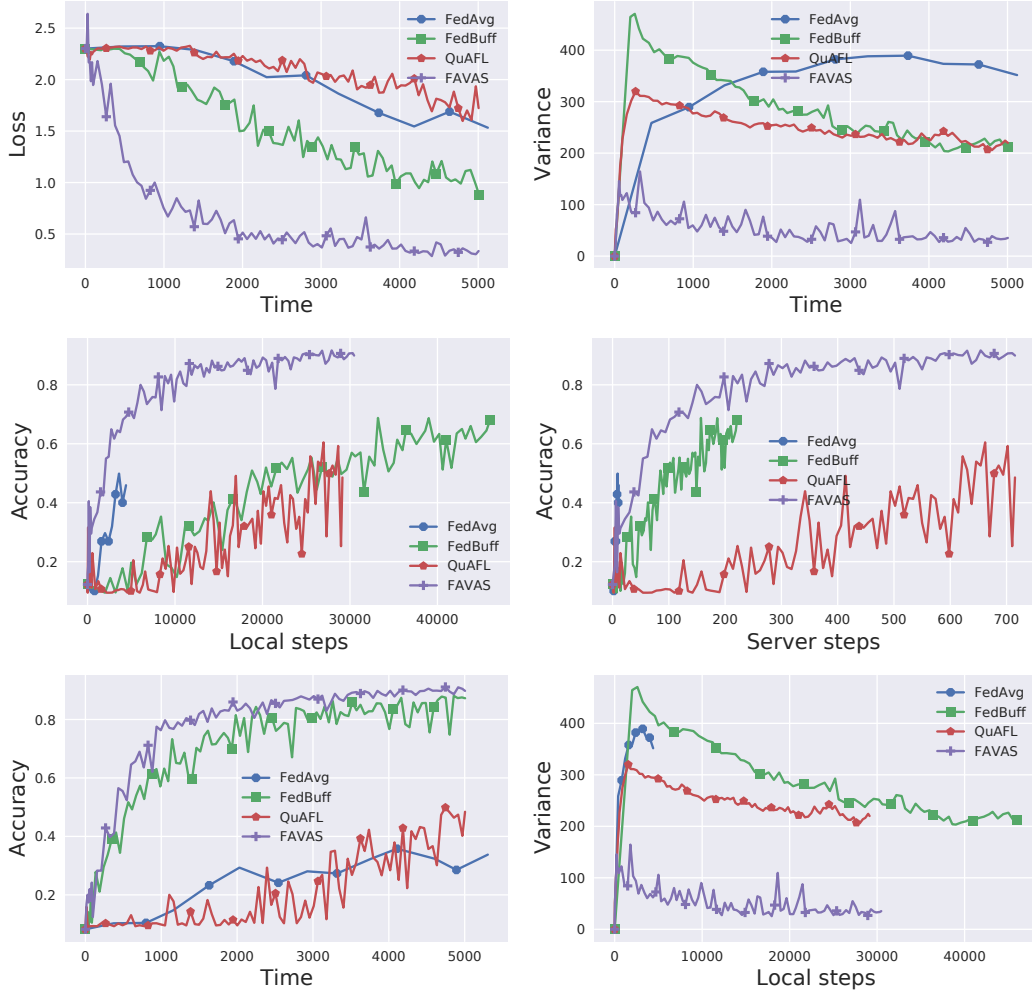 FedAvg
FedBuff
QuAFL
FAVAS
2.5
2.0
1.5
1.0
0.5
Loss
0 1000 2000 3000 4000 5000
Time
FedAvg
FedBuff
QuAFL
FAVAS
400
300
200
100
0
Variance
0 1000 2000 3000 4000 5000
Time
0.8
0.6
0.4
0.2
Accuracy
FedAvg
FedBuff
QuAFL
FAVAS
0 10000 20000 30000 40000
Local steps
0.8
0.6
0.4
0.2
Accuracy
FedAvg
FedBuff
QuAFL
FAVAS
0 100 200 300 400 500 600 700
Server steps
0.8
0.6
0.4
0.2
Accuracy
FedAvg
FedBuff
QuAFL
FAVAS
0 1000 2000 3000 4000 5000
Time
FedAvg
FedBuff
QuAFL
FAVAS
400
300
200
100
0
Variance
0 10000 20000 30000 40000
Local steps